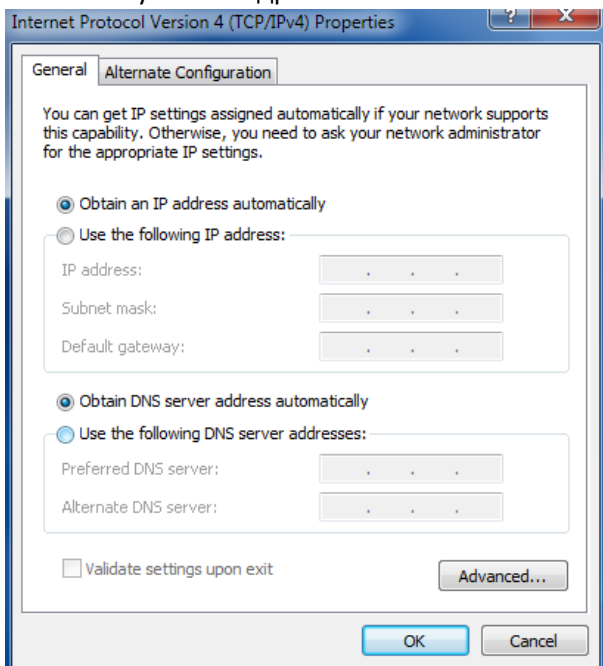 Internet Protocol Version 4 (TCP/IPv4) Properties
General
Alternate Configuration
You can get IP settings assigned automatically if your network supports
this capability. Otherwise, you need to ask your network administrator
for the appropriate IP settings.
Obtain an IP address automatically
Use the following IP address:
IP address:
Subnet mask:
Default gateway:
Obtain DNS server address automatically
Use the following DNS server addresses:
Preferred DNS server:
Alternate DNS server:
Validate settings upon exit
Advanced...
OK
Cancel